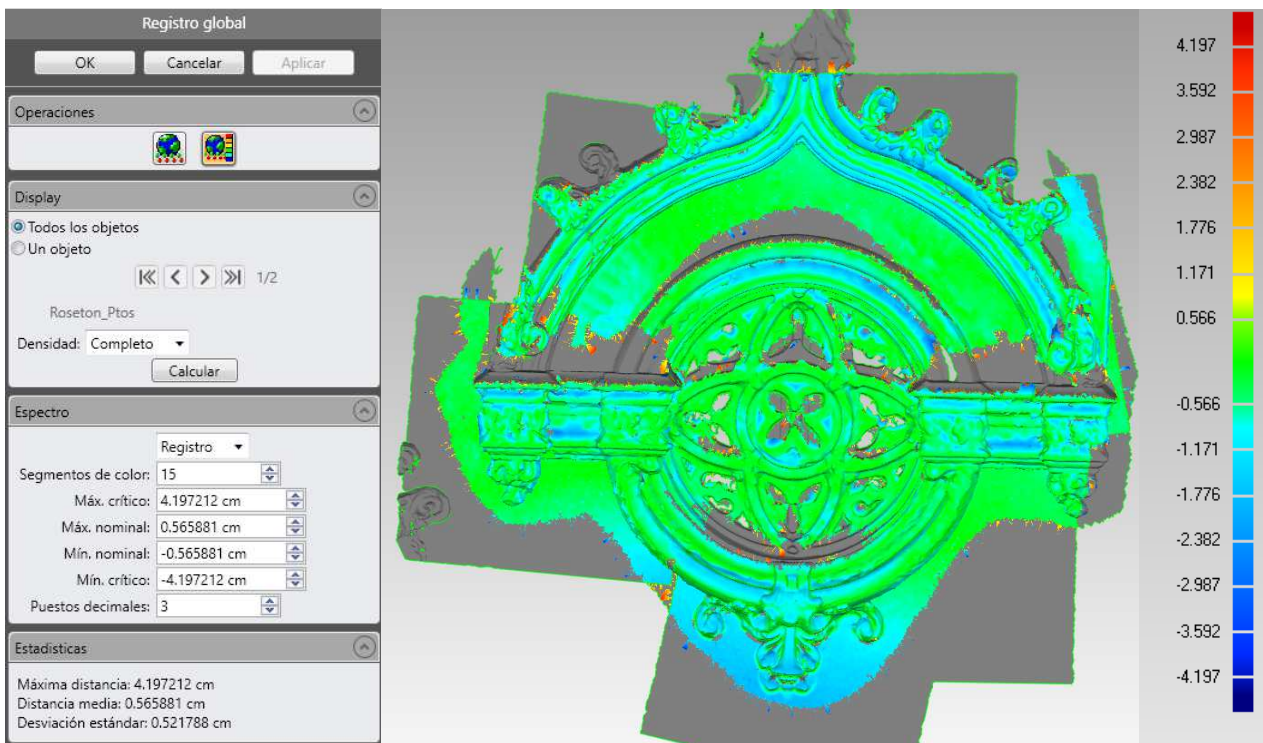 Registro global
OK Cancelar Aplicar
Operaciones
Display
Todos los objetos
Un objeto
1/2
Roseton_Ptos
Densidad: Completo
Calcular
Espectro
Registro
Segmentos de color: 15
Máx. crítico: 4.197212 cm
Máx. nominal: 0.565881 cm
Mín. nominal: -0.565881 cm
Mín. crítico: -4.197212 cm
Puestos decimales: 3
Estadisticas
Máxima distancia: 4.197212 cm
Distancia media: 0.565881 cm
Desviación estándar: 0.521788 cm
4.197
3.592
2.987
2.382
1.776
1.171
0.566
-0.566
-1.171
-1.776
-2.382
-2.987
-3.592
-4.197